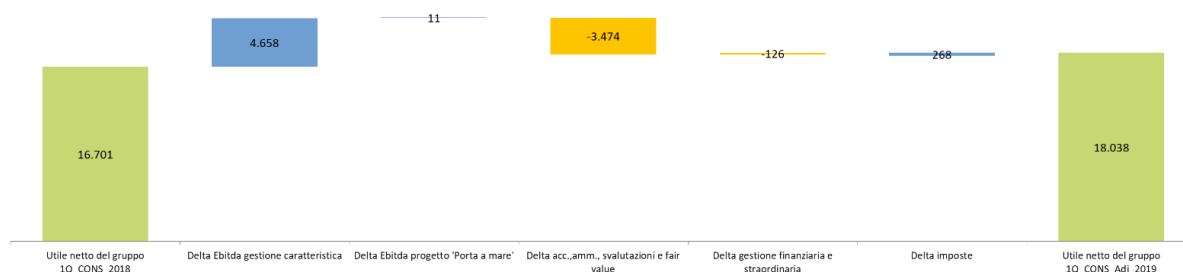 11
4.658
-3.474
-126
268
16.701
18.038
Utile netto del gruppo
1Q_CONS_2018
Delta Ebitda gestione caratteristica
Delta Ebitda progetto 'Porta a mare'
Delta acc.,amm., svalutazioni e fair
value
Delta gestione finanziaria e
straordinaria
Delta imposte
Utile netto del gruppo
1Q_CONS_Adj_2019